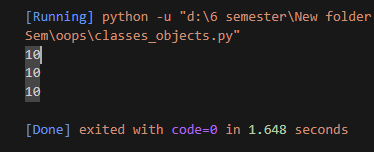 [Running] python -u "d:\6 semester\New folder
Sem\oops\classes_objects.py"
10
10
10
[Done] exited with code=0 in 1.648 seconds